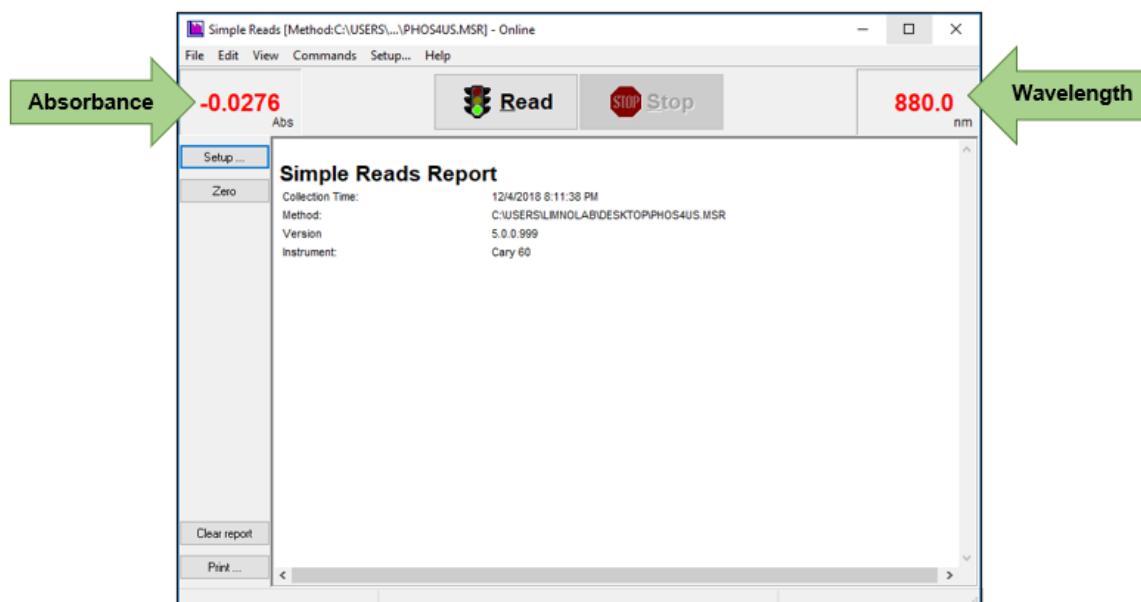 Simple Reads [Method:C:\USERS\...\PHOS4US.MSR] - Online
File Edit View Commands Setup... Help
Absorbance
-0.0276
Abs
Read
STOP Stop
880.0
nm
Wavelength
Setup ...
Zero
Simple Reads Report
Collection Time: 12/4/2018 8:11:38 PM
Method: C:\USERS\LIMNOLAB\DESKTOP\PHOS4US.MSR
Version 5.0.0.999
Instrument: Cary 60
Clear report
Print ...